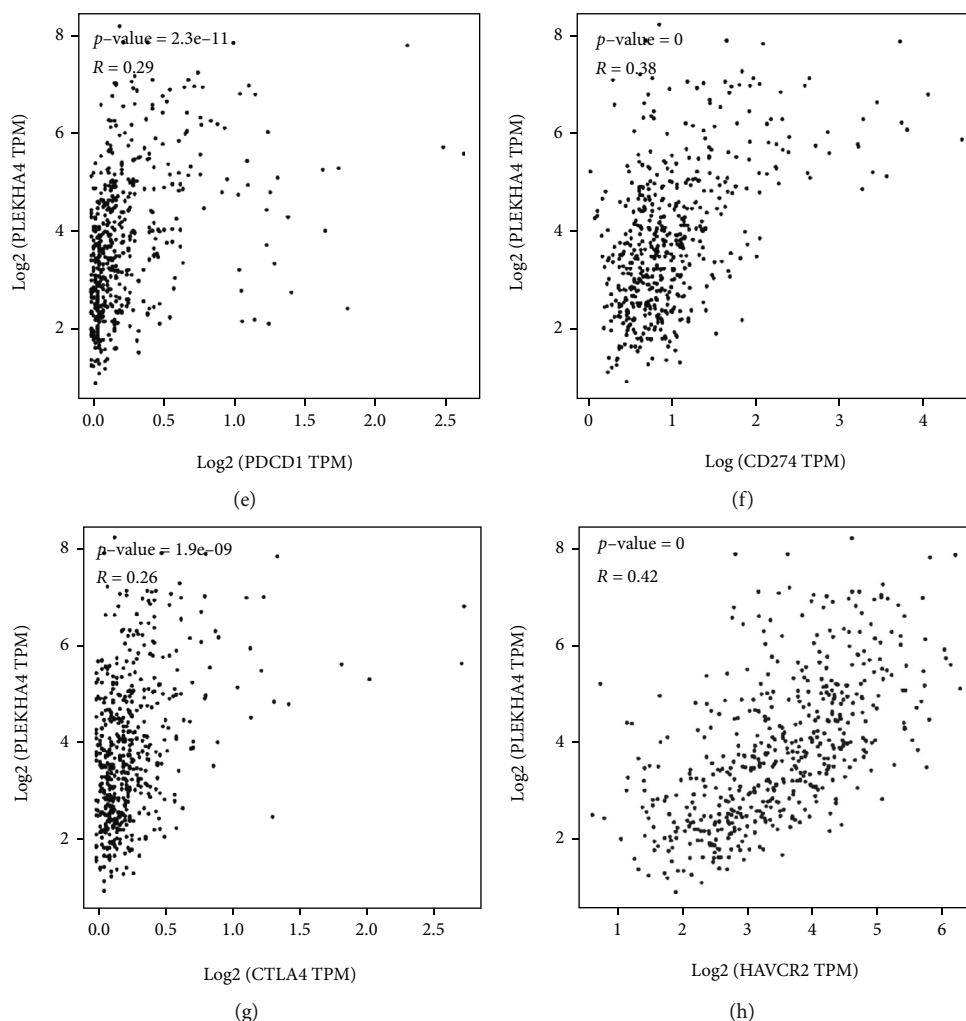 p–value = 2.3e–11
R = 0.29
8
6
4
2
Log2 (PLEKHA4 TPM)
0.0 0.5 1.0 1.5 2.0 2.5
Log2 (PDCD1 TPM)
(e)
p–value = 0
R = 0.38
8
6
4
2
Log2 (PLEKHA4 TPM)
0 1 2 3 4
Log (CD274 TPM)
(f)
p–value = 1.9e–09
R = 0.26
8
6
4
2
Log2 (PLEKHA4 TPM)
0.0 0.5 1.0 1.5 2.0 2.5
Log2 (CTLA4 TPM)
(g)
p–value = 0
R = 0.42
8
6
4
2
Log2 (PLEKHA4 TPM)
1 2 3 4 5 6
Log2 (HAVCR2 TPM)
(h)